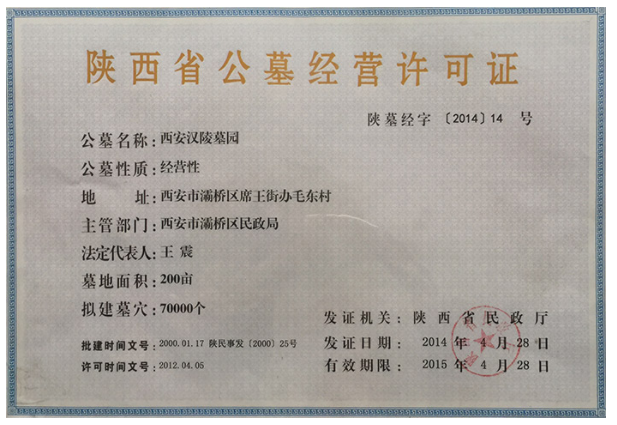 陕西省公墓经营许可证
陕墓经字〔2014〕14 号
公墓名称：西安汉陵墓园
公墓性质：经营性
地 址：西安市灞桥区席王街办毛东村
主管部门：西安市灞桥区民政局
法定代表人：王 震
墓地面积：200亩
拟建墓穴：70000个
批建时间文号：2000.01.17 陕民事发〔2000〕25号
许可时间文号：2012.04.05
发证机关：陕西省民政厅
发证日期：2014 年 4 月 28 日
有效期限：2015 年 4 月 28 日